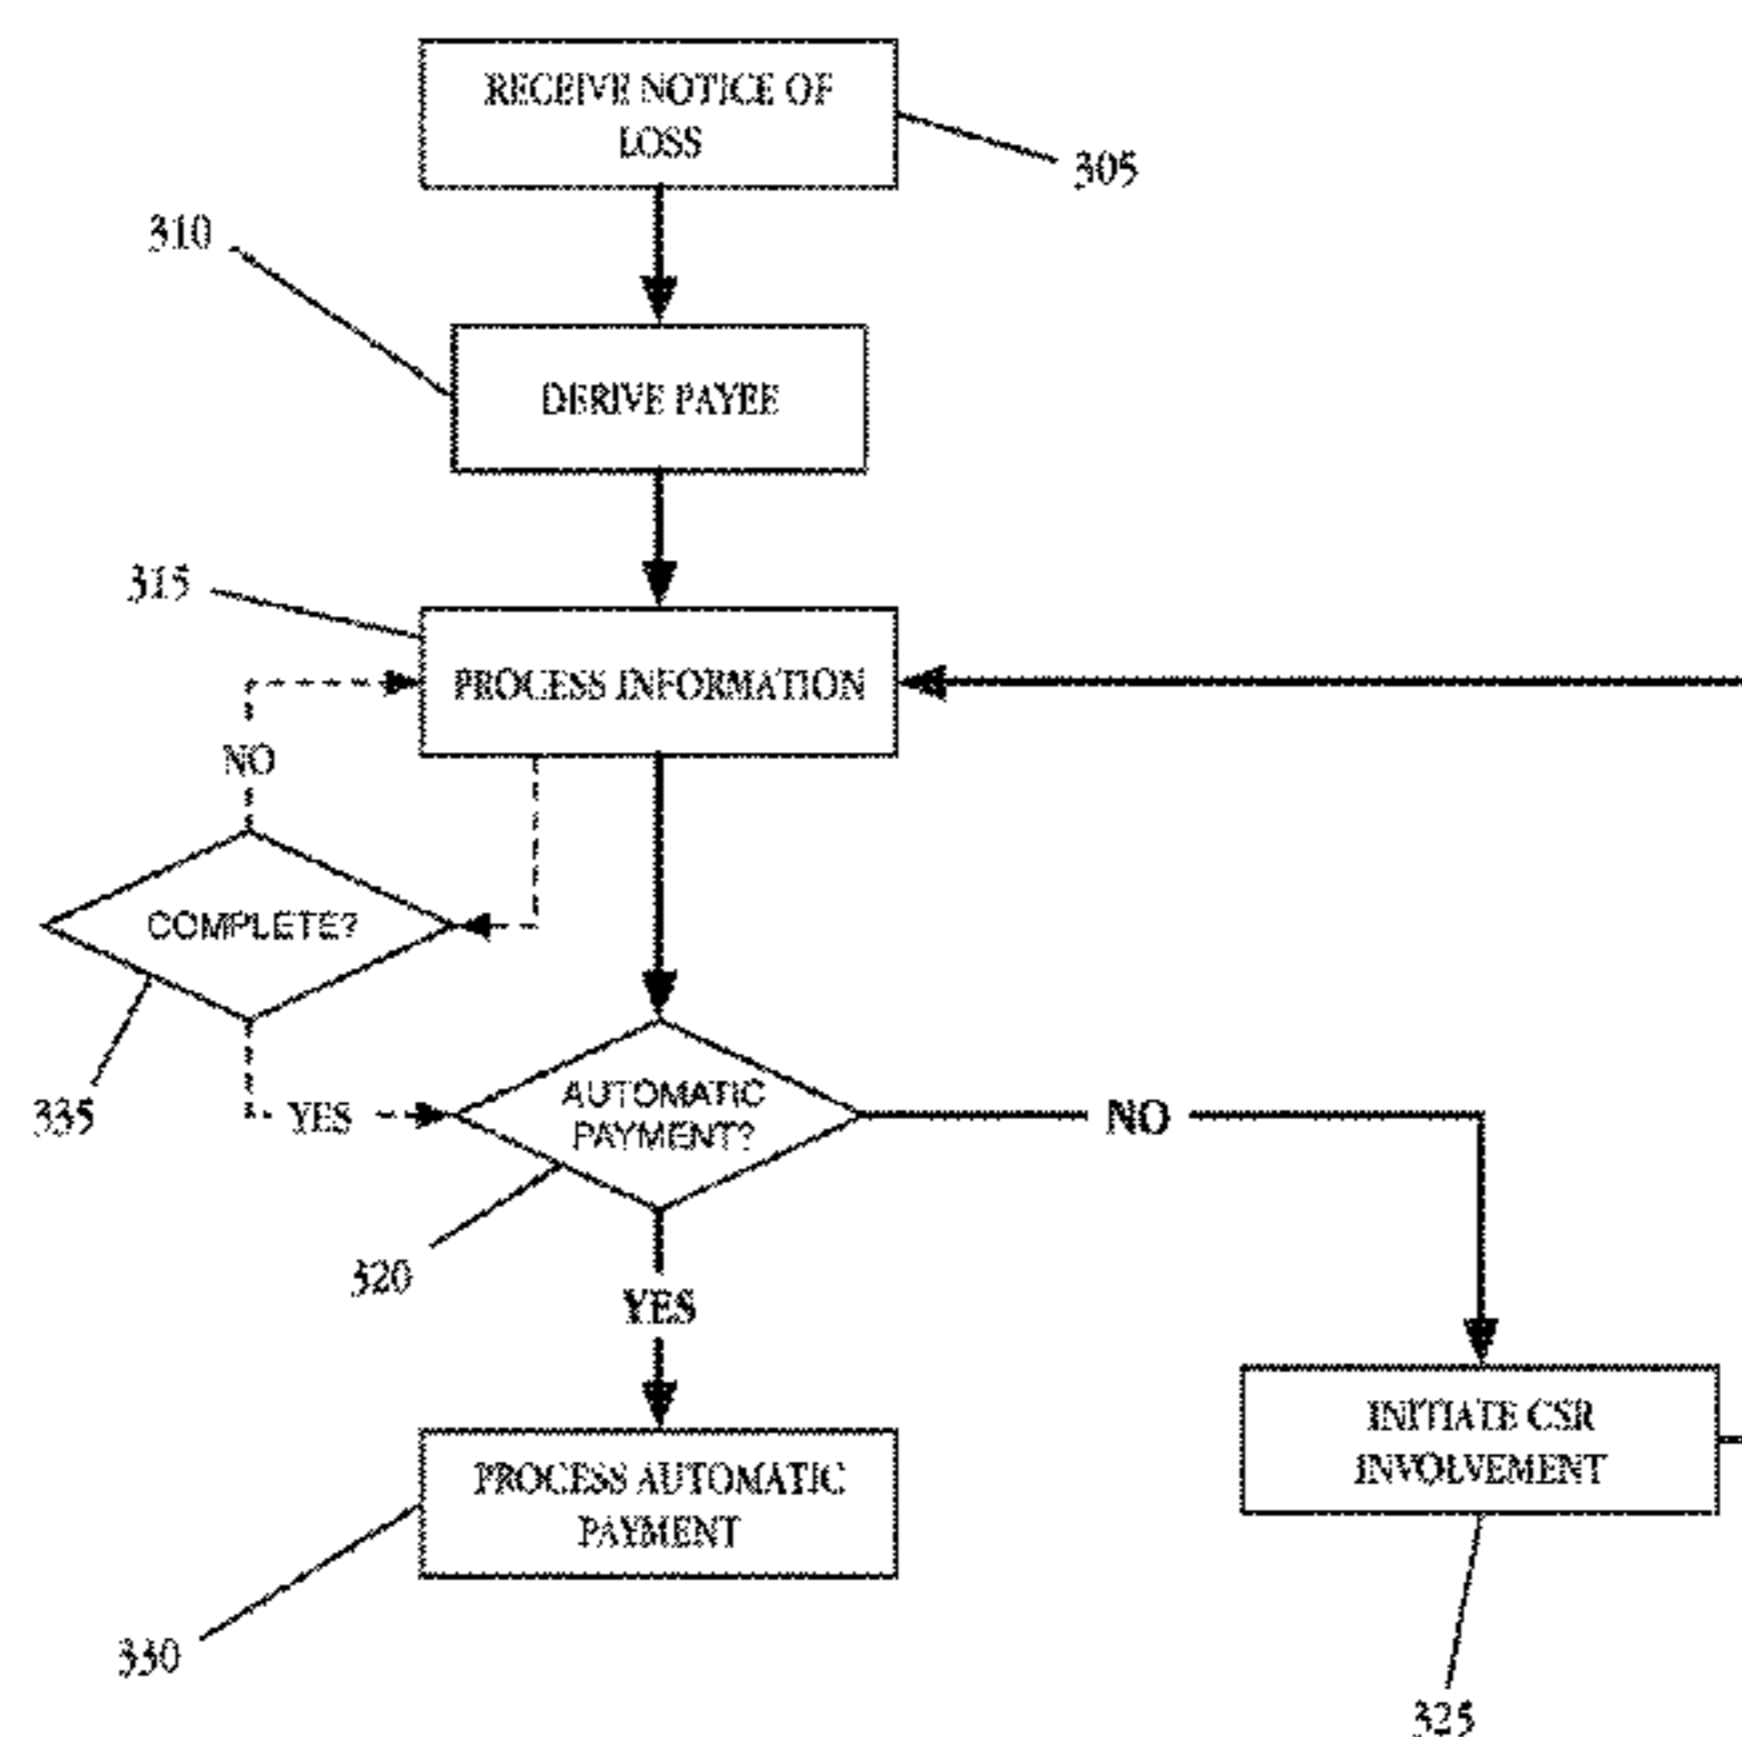 RECEIVE NOTICE OF
LOSS
305
310
DERIVE PAYEE
315
PROCESS INFORMATION
NO
COMPLETE?
335
YES
AUTOMATIC
PAYMENT?
NO
320
YES
INITIATE CSR
INVOLVEMENT
PROCESS AUTOMATIC
PAYMENT
330
325